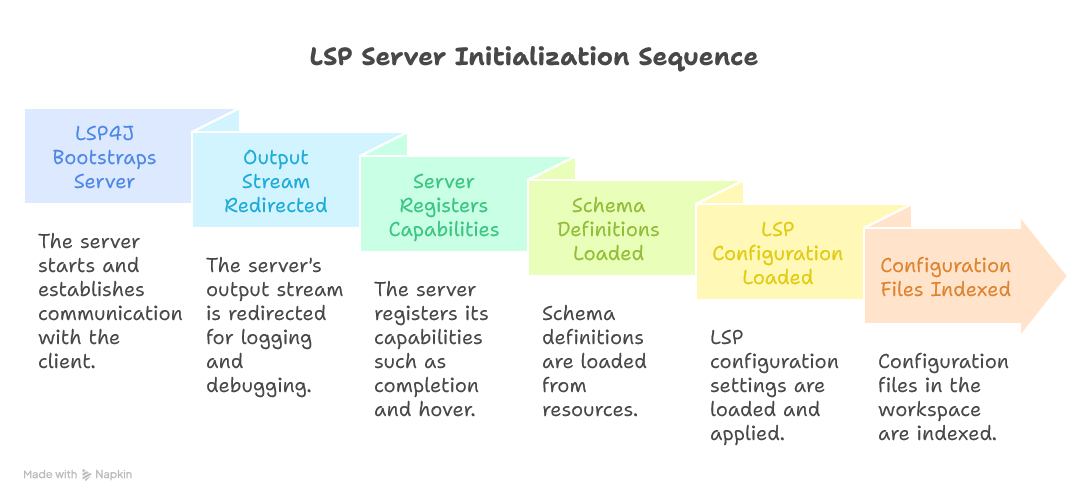 LSP Server Initialization Sequence
LSP4J
Bootstraps
Server
The server
starts and
establishes
communication
with the
client.
Output
Stream
Redirected
The server's
output stream
is redirected
for logging
and
debugging.
Server
Registers
Capabilities
The server
registers its
capabilities
such as
completion
and hover.
Schema
Definitions
Loaded
Schema
definitions
are loaded
from
resources.
LSP
Configuration
Loaded
LSP
configuration
settings are
loaded and
applied.
Configuration
Files Indexed
Configuration
files in the
workspace
are indexed.
Made with Napkin